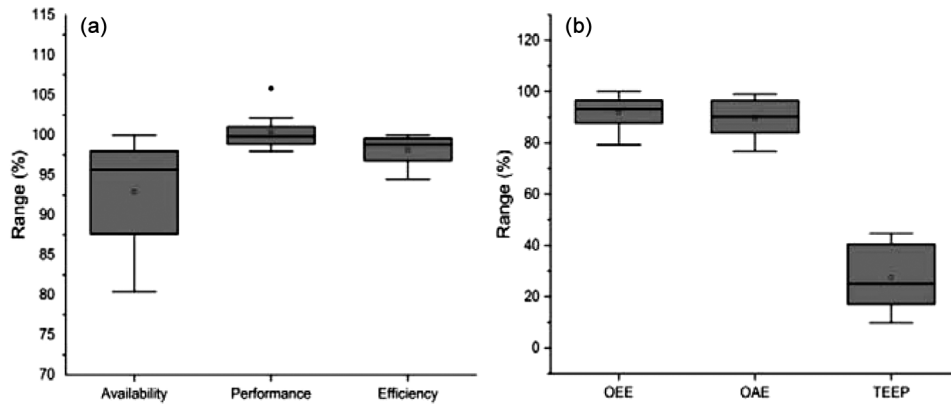 (a)
Range (%)
115
110
105
100
95
90
85
80
75
70
Availability
Performance
Efficiency
(b)
Range (%)
120
100
80
60
40
20
0
OEE
OAE
TEEP